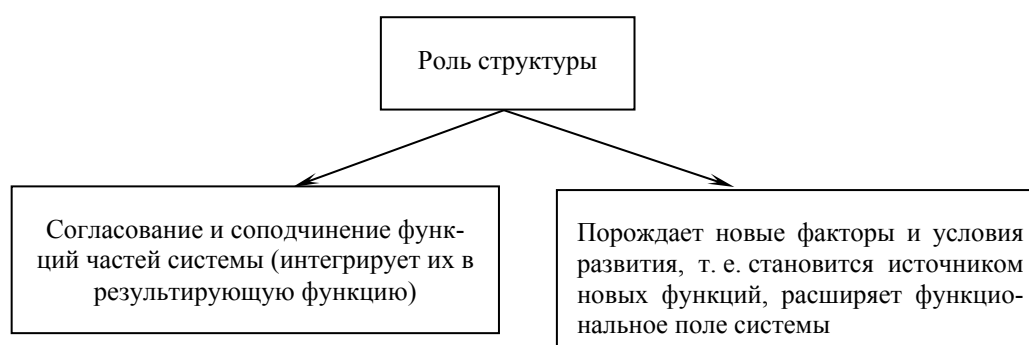 Роль структуры
Согласование и соподчинение функ-
ций частей системы (интегрирует их в
результирующую функцию)
Порождает новые факторы и условия
развития, т. е. становится источником
новых функций, расширяет функцио-
нальное поле системы